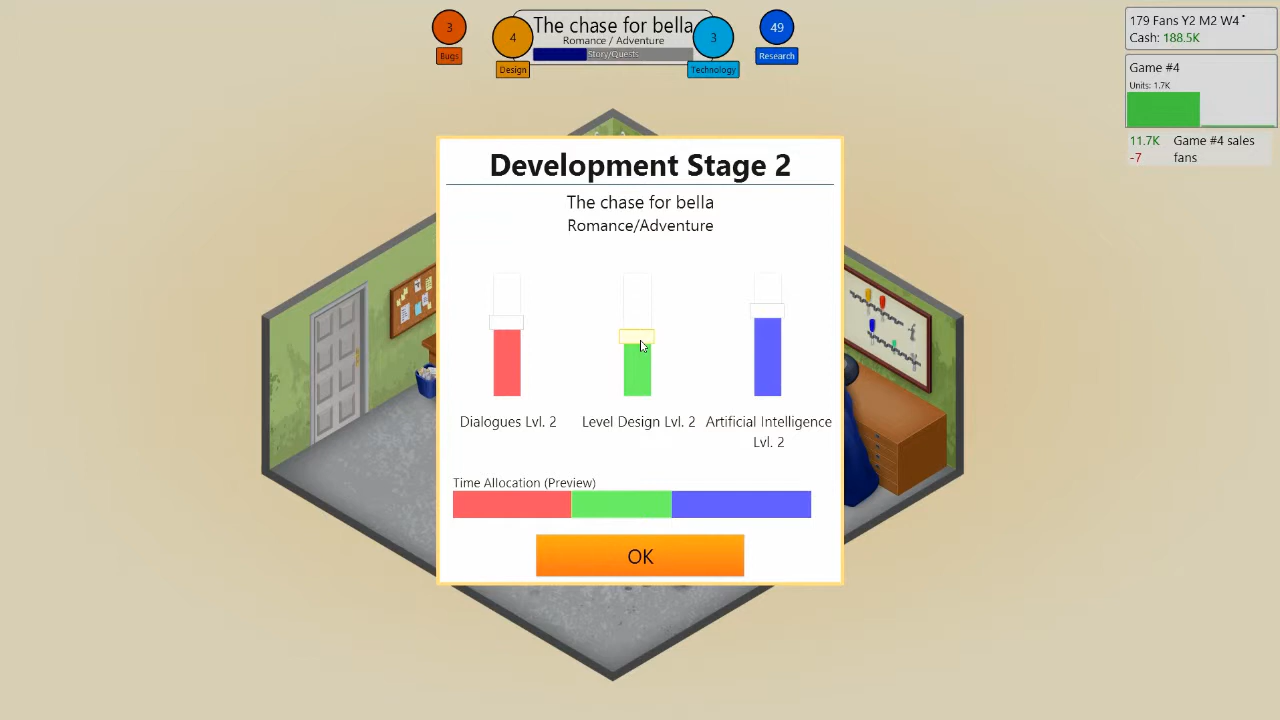 3
Bugs
4
Design
The chase for bella
Romance / Adventure
Story/Quests
3
Technology
49
Research
179 Fans Y2 M2 W4
Cash: 188.5K
Game #4
Units: 1.7K
11.7K Game #4 sales
-7 fans
Development Stage 2
The chase for bella
Romance/Adventure
Dialogues Lvl. 2
Level Design Lvl. 2
Artificial Intelligence
Lvl. 2
Time Allocation (Preview)
OK